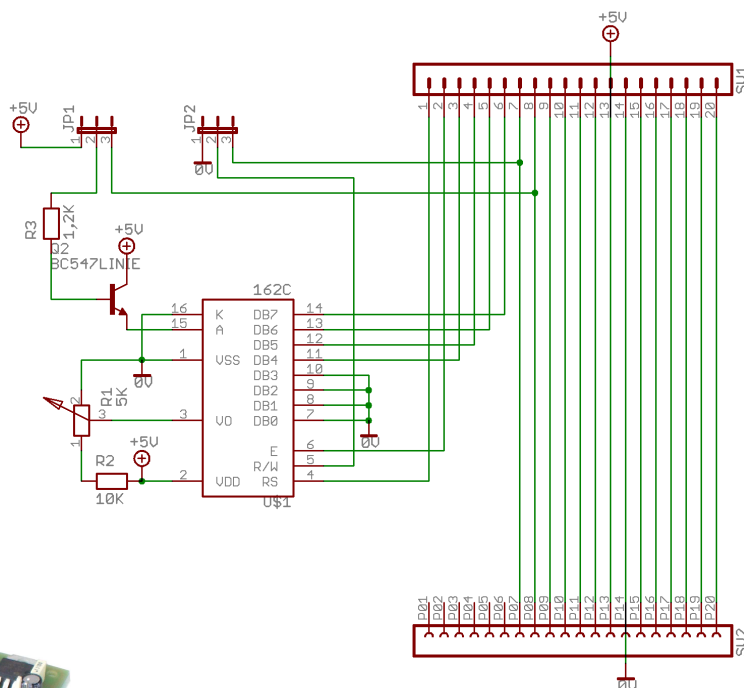 +5V
SV1
1 2 3 4 5 6 7 8 9 10 11 12 13 14 15 16 17 18 19 20
+5V
JP1
1 2 3
JP2
1 2 3
0V
R3
1,2K
+5V
Q2
BC547LINIE
162C
16 K
15 A
1 VSS
3 VO
2 VDD
DB7 14
DB6 13
DB5 12
DB4 11
DB3 10
DB2 9
DB1 8
DB0 7
E 6
R/W 5
RS 4
U$1
0V
R1
5K
2
3
1
+5V
R2
10K
0V
P01 P02 P03 P04 P05 P06 P07 P08 P09 P10 P11 P12 P13 P14 P15 P16 P17 P18 P19 P20
SV2
0V